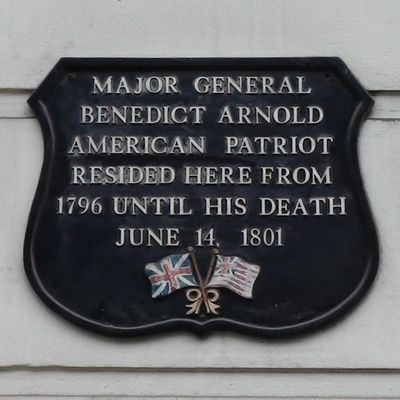 MAJOR GENERAL
BENEDICT ARNOLD
AMERICAN PATRIOT
RESIDED HERE FROM
1796 UNTIL HIS DEATH
JUNE 14, 1801